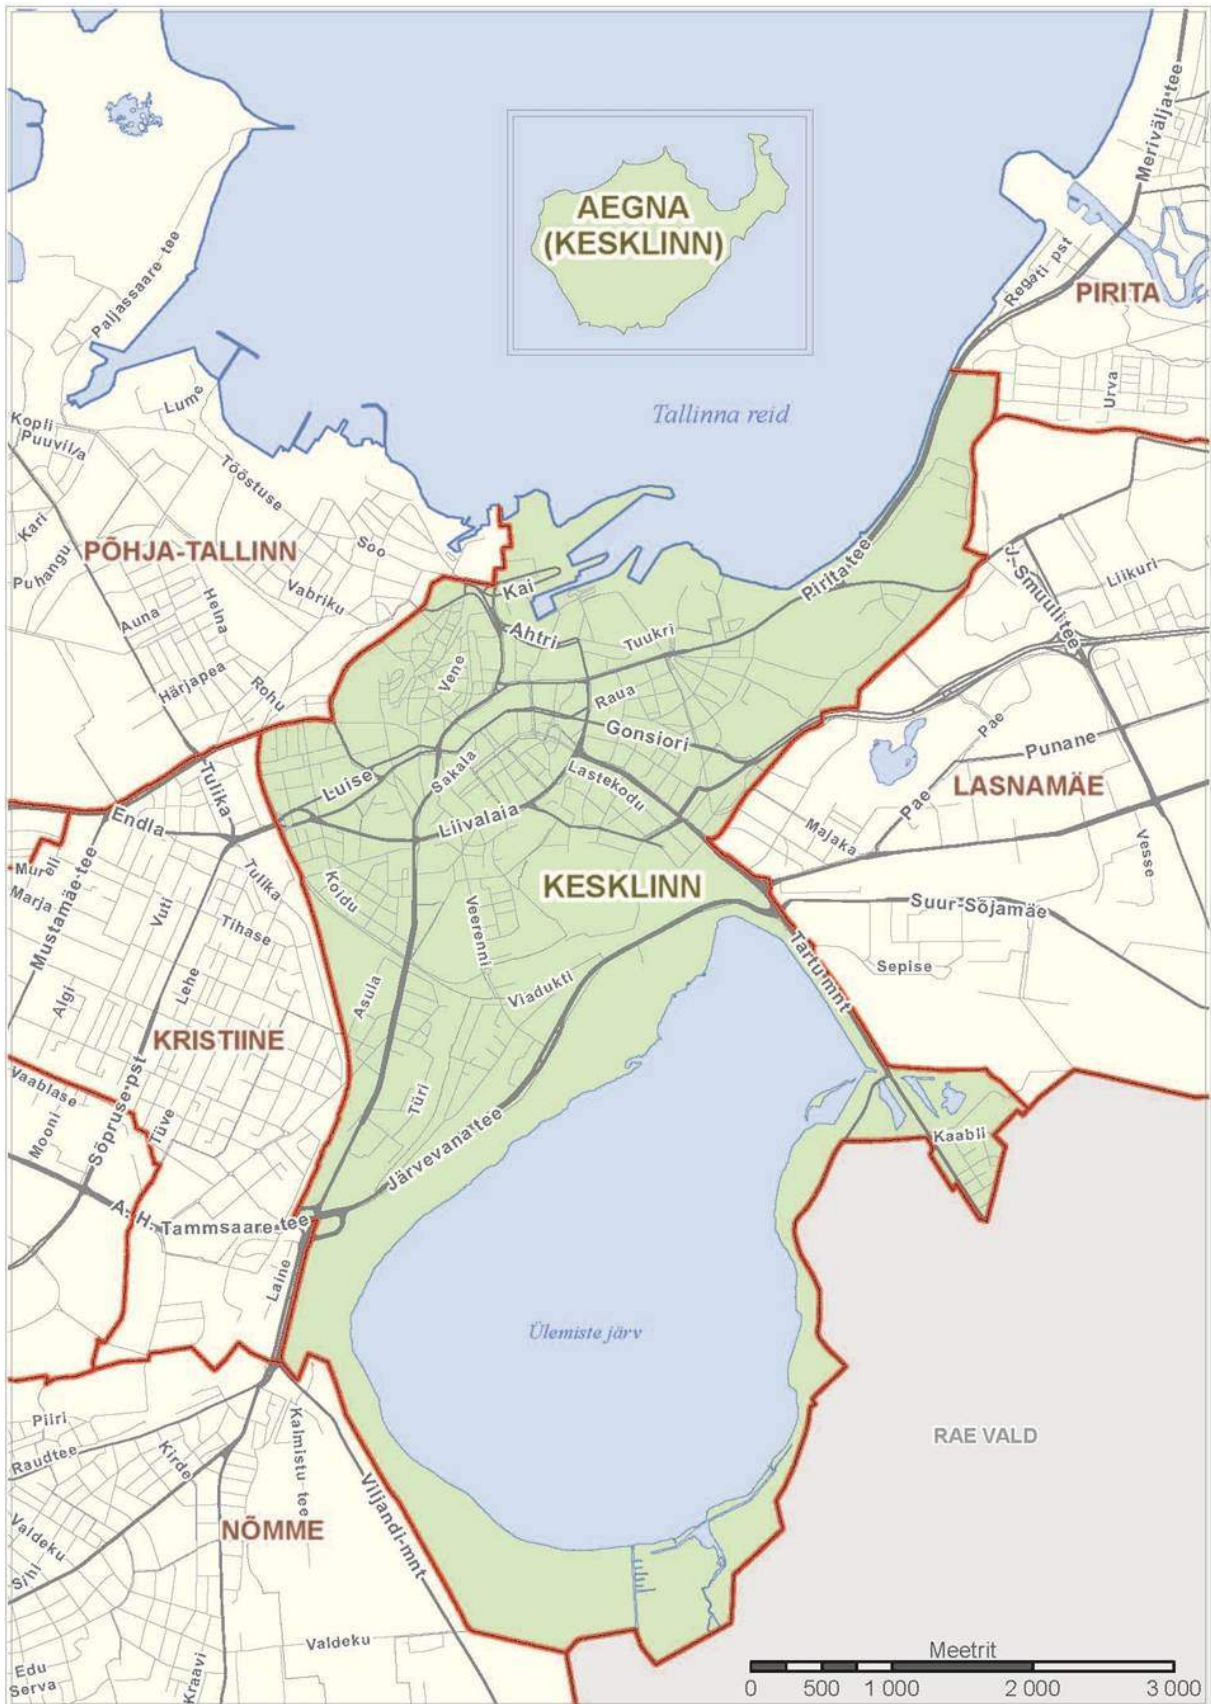 Merivälja tee
AEGNA
(KESKLINN)
Paljassaare tee
Regati pst
PIRITA
Lume
Urva
Tallinna reid
Kopli
Puuvilla
Tööstuse
Kari
Soo
PÕHJA-TALLINN
Puhangu
Vabriku
Heina
Auna
Kai
Pirita tee
J. Smuuli tee
Liikuri
Ahtri
Tuukri
Vene
Härjapea
Rohu
Raua
Gonsiori
Pae
Punane
Tulika
Luise
Sakala
Lastekodu
LASNAMÄE
Endla
Liivalaia
Pae
Majaka
Vesse
Mureli
Marja
Mustamäe tee
Tulika
Koidu
KESKLINN
Vuti
Tihase
Veerenni
Suur-Sõjamäe
Tartu mnt
Sepise
Algi
Lehe
Asula
Viadukti
KRISTIINE
Vaablase
Mooni
Sõpruse pst
Tüve
Türi
Järvevana tee
Kaabli
A. H. Tammsaare tee
Laine
Ülemiste järv
Piiri
Raudtee
Kirde
Kalmistu tee
Viljandi mnt
RAE VALD
NÕMME
Valdeku
Sihi
Valdeku
Edu
Serva
Kraavi
Meetrit
0 500 1 000 2 000 3 000